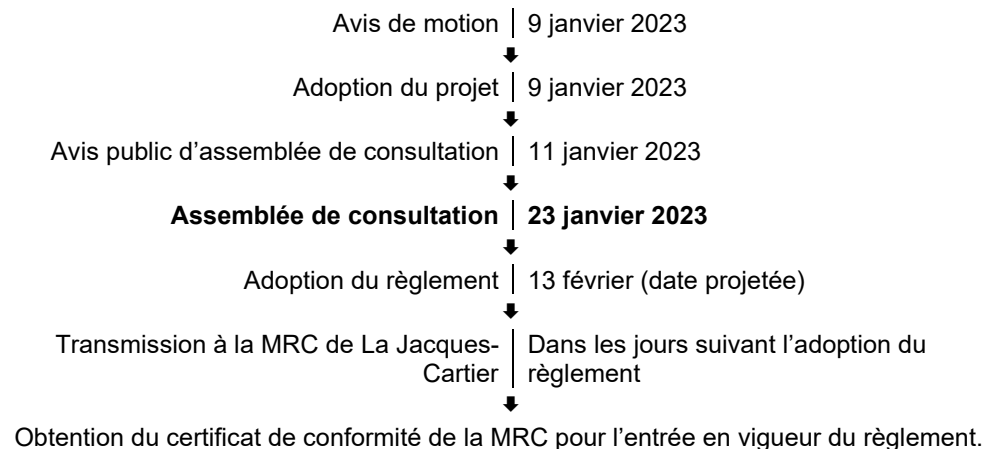 Avis de motion 9 janvier 2023
Adoption du projet 9 janvier 2023
Avis public d’assemblée de consultation 11 janvier 2023
Assemblée de consultation 23 janvier 2023
Adoption du règlement 13 février (date projetée)
Transmission à la MRC de La Jacques- Dans les jours suivant l’adoption du
Cartier règlement
Obtention du certificat de conformité de la MRC pour l’entrée en vigueur du règlement.